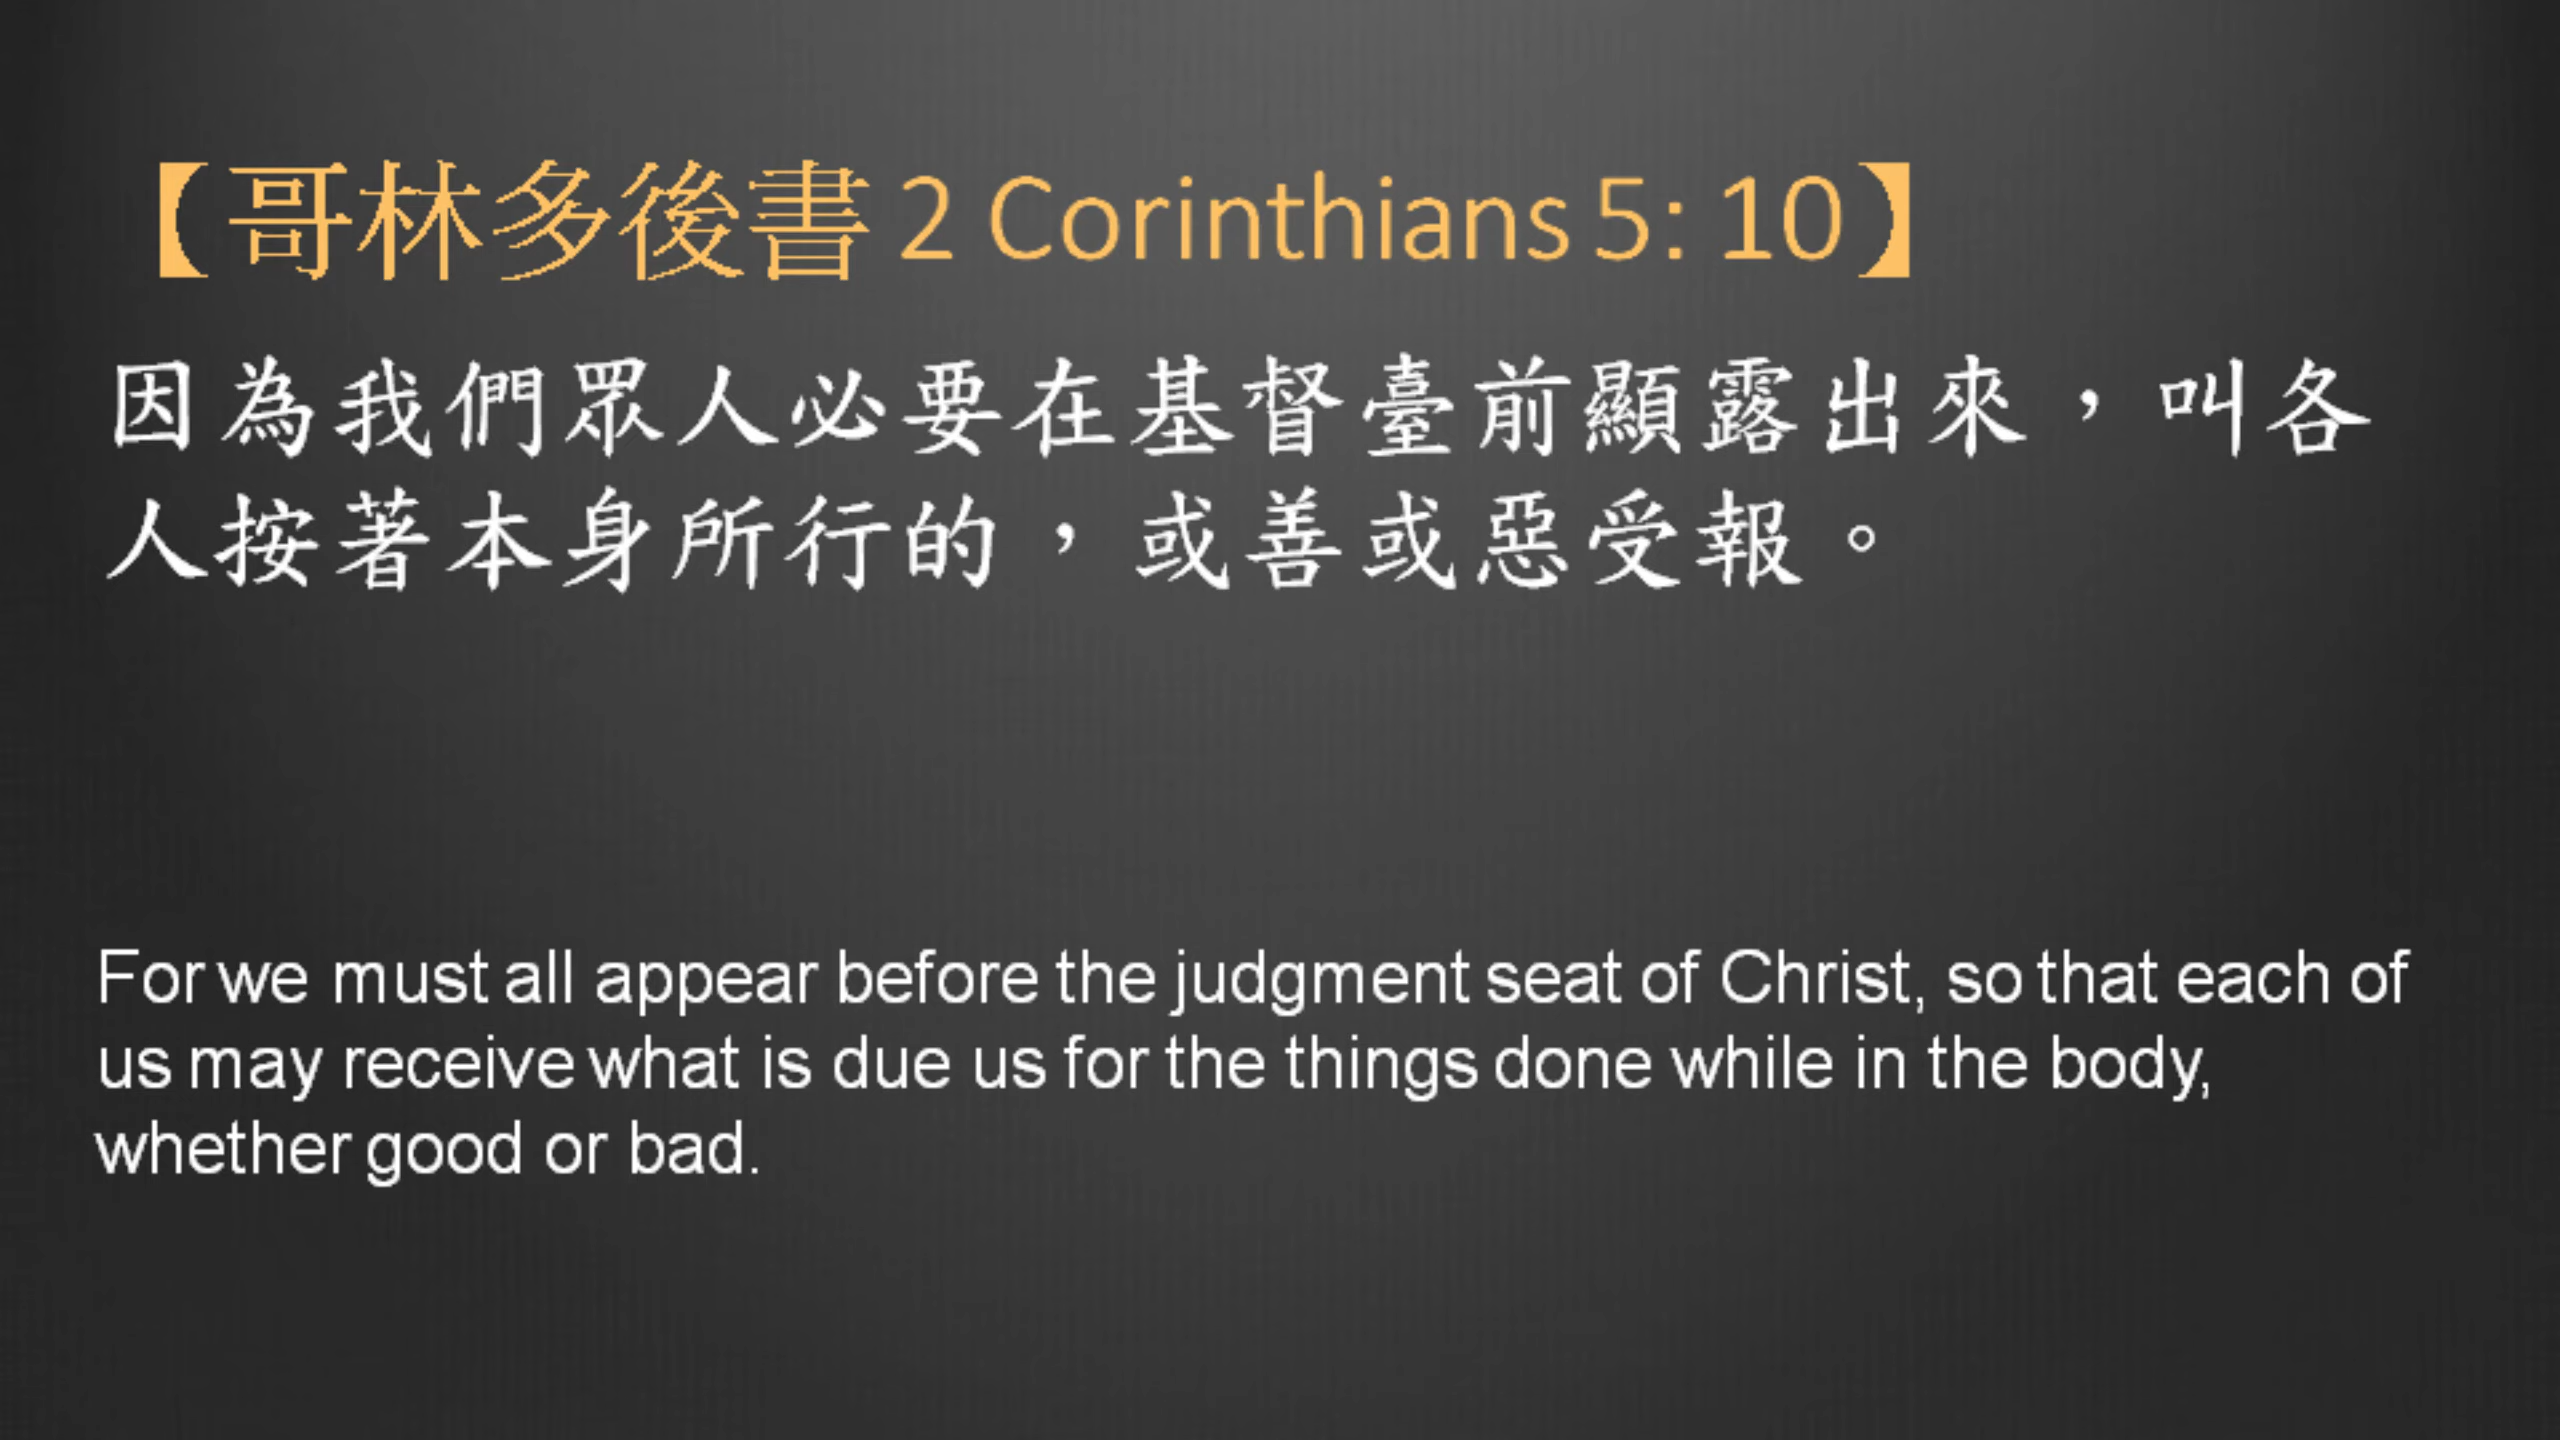 【哥林多後書 2 Corinthians 5: 10】
因為我們眾人必要在基督臺前顯露出來，叫各
人按著本身所行的，或善或惡受報。
For we must all appear before the judgment seat of Christ, so that each of
us may receive what is due us for the things done while in the body,
whether good or bad.